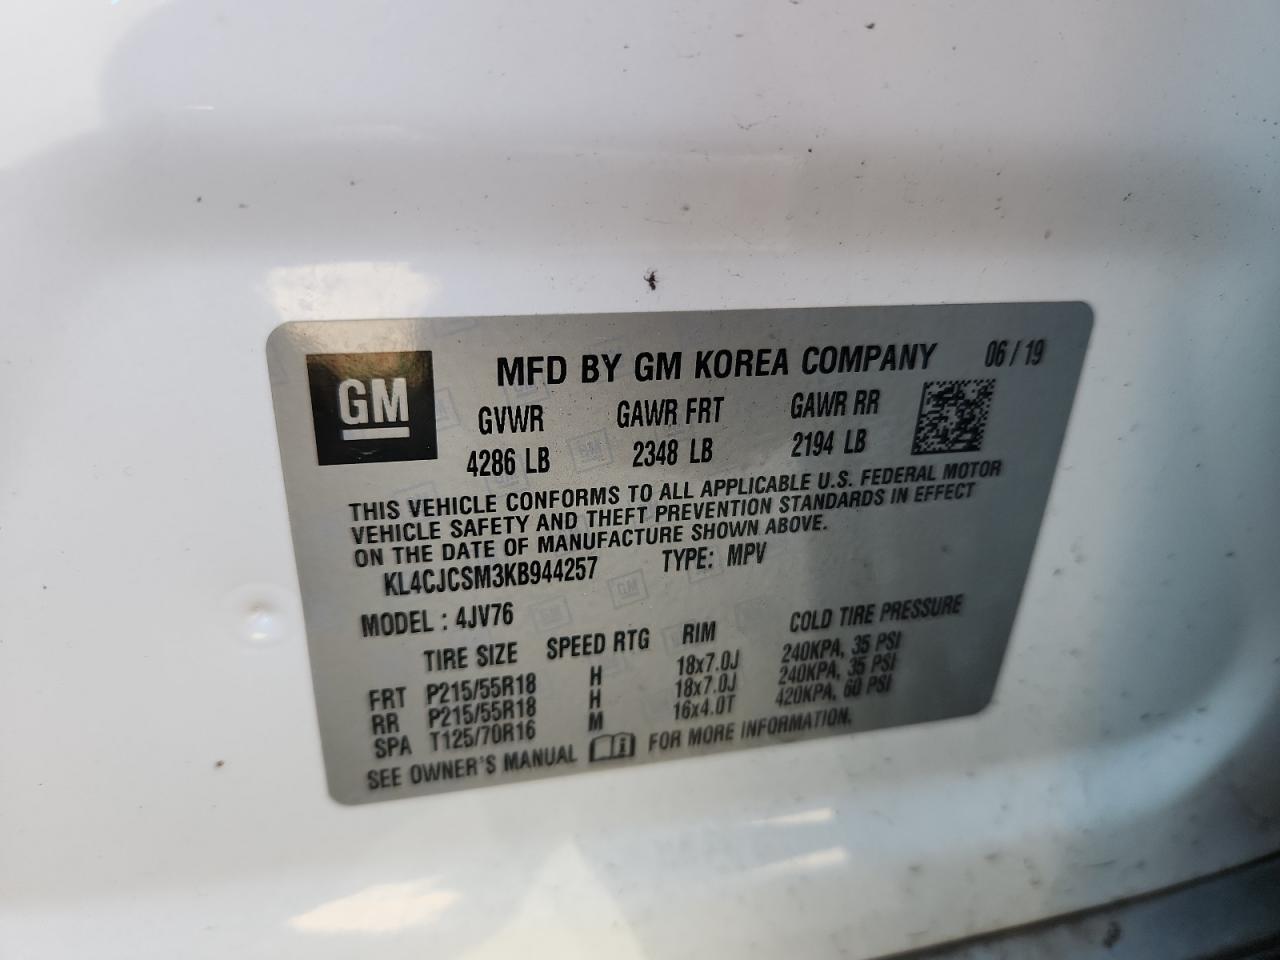 GM
MFD BY GM KOREA COMPANY 06 / 19
GVWR GAWR FRT GAWR RR
4286 LB 2348 LB 2194 LB
THIS VEHICLE CONFORMS TO ALL APPLICABLE U.S. FEDERAL MOTOR
VEHICLE SAFETY AND THEFT PREVENTION STANDARDS IN EFFECT
ON THE DATE OF MANUFACTURE SHOWN ABOVE.
KL4CJCSM3KB944257 TYPE: MPV
MODEL : 4JV76
TIRE SIZE SPEED RTG RIM COLD TIRE PRESSURE
FRT P215/55R18 H 18x7.0J 240KPA, 35 PSI
RR P215/55R18 H 18x7.0J 240KPA, 35 PSI
SPA T125/70R16 M 16x4.0T 420KPA, 60 PSI
SEE OWNER'S MANUAL FOR MORE INFORMATION.